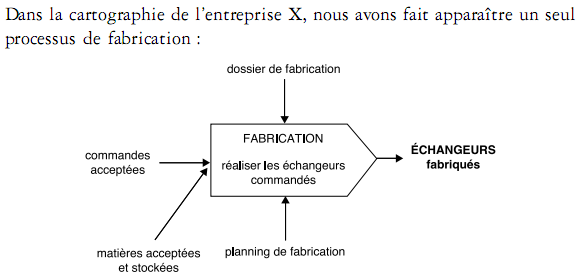 Dans la cartographie de l'entreprise X, nous avons fait apparaître un seul
processus de fabrication :
dossier de fabrication
FABRICATION
réaliser les échangeurs
commandés
commandes
acceptées
ÉCHANGEURS
fabriqués
matières acceptées
et stockées
planning de fabrication